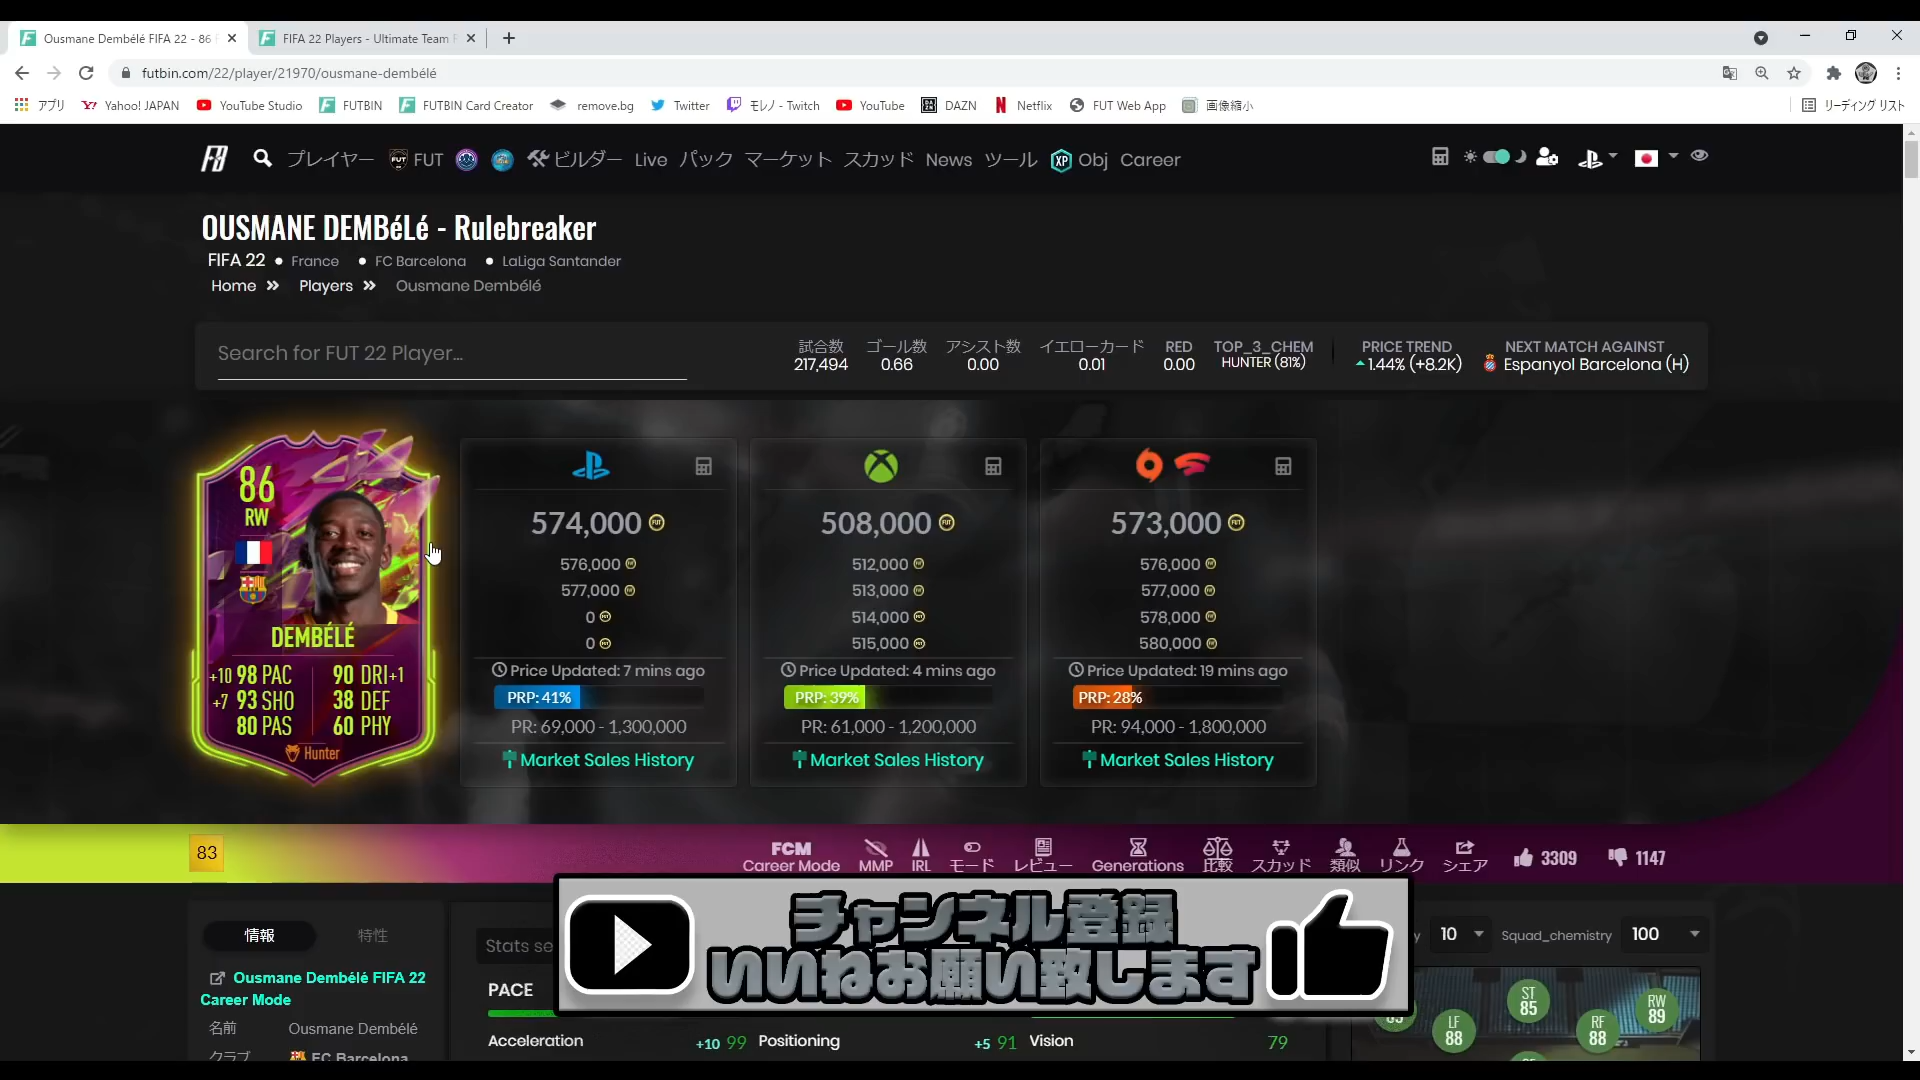 Ousmane Dembélé FIFA 22 - 86
FIFA 22 Players - Ultimate Team
futbin.com/22/player/21970/ousmane-dembélé
アプリ Yahoo! JAPAN YouTube Studio FUTBIN FUTBIN Card Creator remove.bg Twitter モレノ - Twitch YouTube DAZN Netflix FUT Web App 画像縮小 リーディング リスト
プレイヤー FUT ビルダー Live パック マーケット スカッド News ツール XP Obj Career
OUSMANE DEMBéLé - Rulebreaker
FIFA 22 • France • FC Barcelona • LaLiga Santander
Home » Players » Ousmane Dembélé
Search for FUT 22 Player...
試合数 ゴール数 アシスト数 イエローカード RED TOP_3_CHEM PRICE TREND NEXT MATCH AGAINST
217,494 0.66 0.00 0.01 0.00 HUNTER (81%) 1.44% (+8.2K) Espanyol Barcelona (H)
86
RW
DEMBÉLÉ
+10 98 PAC 90 DRI+1
+7 93 SHO 38 DEF
80 PAS 60 PHY
Hunter
574,000
576,000
577,000
0
0
Price Updated: 7 mins ago
PRP: 41%
PR: 69,000 - 1,300,000
Market Sales History
508,000
512,000
513,000
514,000
515,000
Price Updated: 4 mins ago
PRP: 39%
PR: 61,000 - 1,200,000
Market Sales History
573,000
576,000
577,000
578,000
580,000
Price Updated: 19 mins ago
PRP: 28%
PR: 94,000 - 1,800,000
Market Sales History
83
FCM
Career Mode MMP IRL モード レビュー Generations 比較 スカッド 類似 リンク シェア 3309 1147
チャンネル登録
いいねお願い致します
情報 特性
Ousmane Dembélé FIFA 22
Career Mode
名前 Ousmane Dembélé
クラブ FC Barcelona
Stats se
PACE
Acceleration +10 99 Positioning +5 91 Vision 79
10 Squad_chemistry 100
ST
85
RW
89
LF
88
RF
88